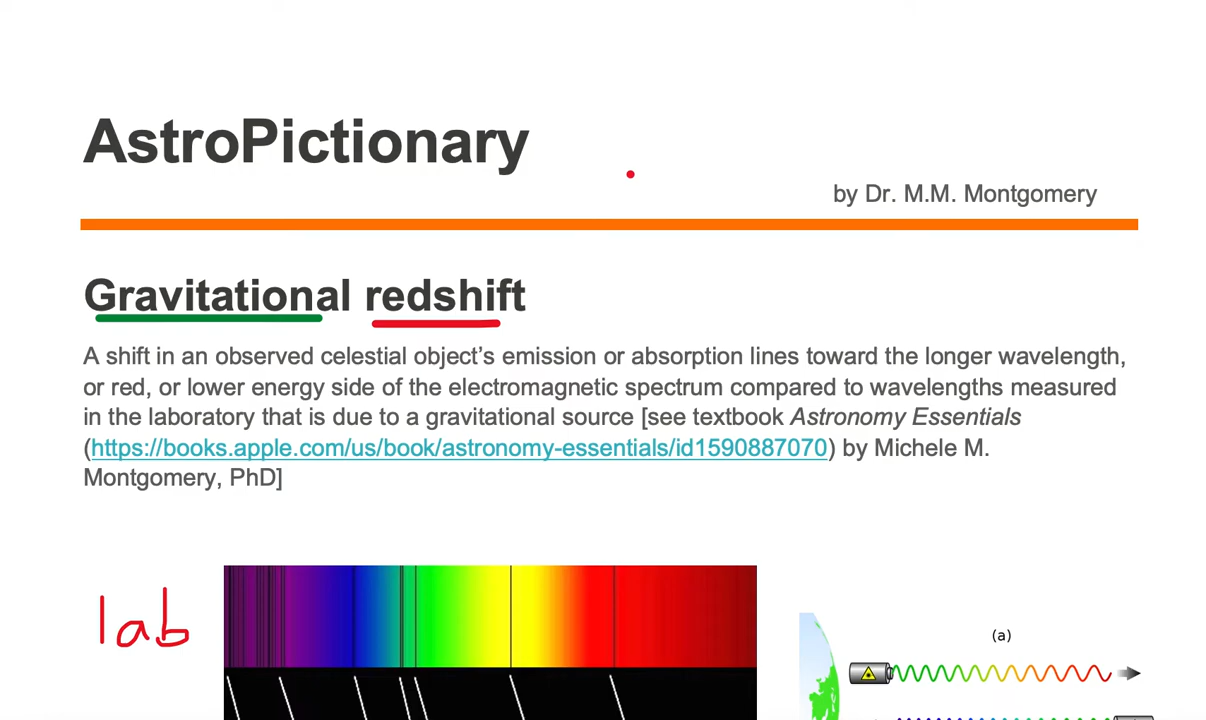 AstroPictionary
by Dr. M.M. Montgomery
Gravitational redshift
A shift in an observed celestial object’s emission or absorption lines toward the longer wavelength,
or red, or lower energy side of the electromagnetic spectrum compared to wavelengths measured
in the laboratory that is due to a gravitational source [see textbook Astronomy Essentials
(https://books.apple.com/us/book/astronomy-essentials/id1590887070) by Michele M.
Montgomery, PhD]
lab
(a)